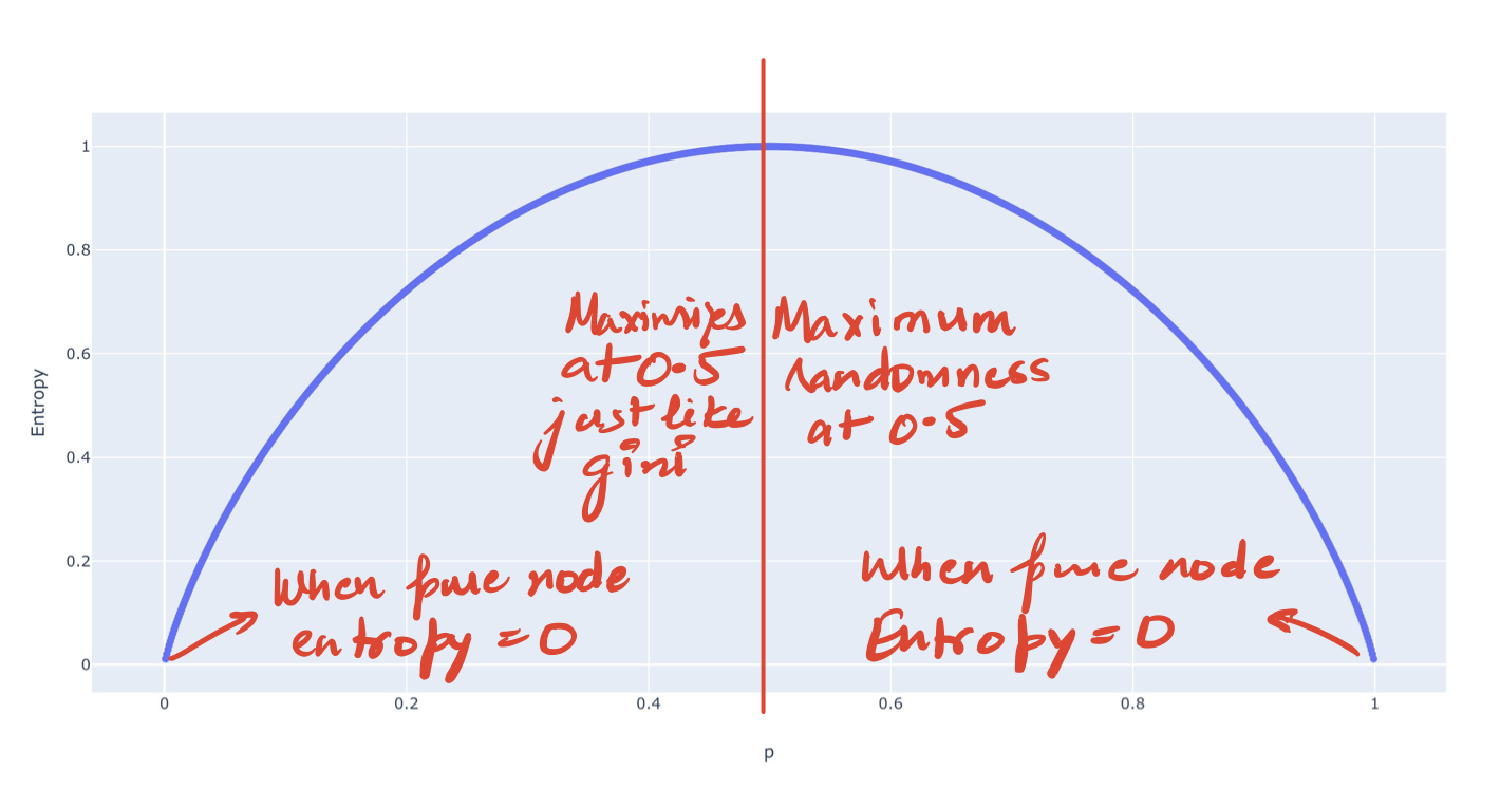 1
0.8
0.6
0.4
0.2
0
Entropy
0
0.2
0.4
0.6
0.8
1
p
Maximizes
at 0.5
just like
gini
Maximum
randomness
at 0.5
When pure node
entropy = 0
When pure node
Entropy = 0